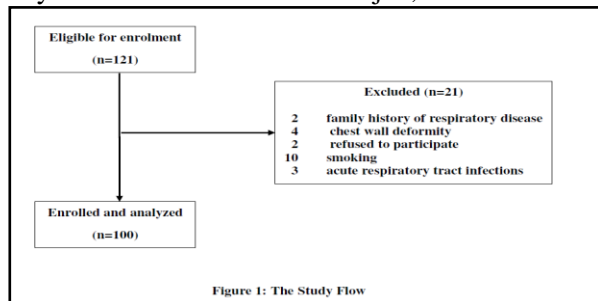 Eligible for enrolment
(n=121)
Excluded (n=21)
2 family history of respiratory disease
4 chest wall deformity
2 refused to participate
10 smoking
3 acute respiratory tract infections
Enrolled and analyzed
(n=100)
Figure 1: The Study Flow